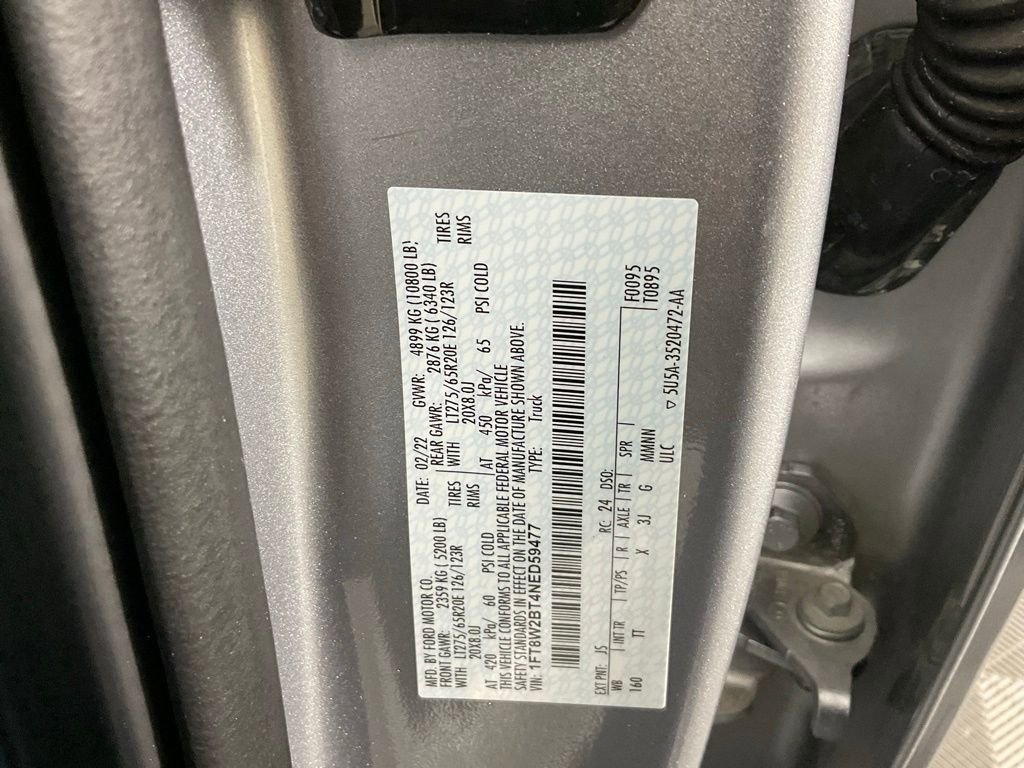 MFD. BY FORD MOTOR CO. DATE: 02/22 GVWR: 4899 KG (10800 LB)
FRONT GAWR: 2359 KG ( 5200 LB) REAR GAWR: 2876 KG ( 6340 LB)
WITH LT275/65R20E 126/123R TIRES WITH LT275/65R20E 126/123R TIRES
20X8.0J RIMS 20X8.0J RIMS
AT 420 kPa/ 60 PSI COLD AT 450 kPa/ 65 PSI COLD
THIS VEHICLE CONFORMS TO ALL APPLICABLE FEDERAL MOTOR VEHICLE
SAFETY STANDARDS IN EFFECT ON THE DATE OF MANUFACTURE SHOWN ABOVE.
VIN: 1FT8W2BT4NED59477 TYPE: Truck
EXT PNT: JS RC: 24 DSO: F0095
WB INT TR TP/PS R AXLE TR SPR T0895
160 X 3J G MMNNN
ULC 5U5A-3520472-AA